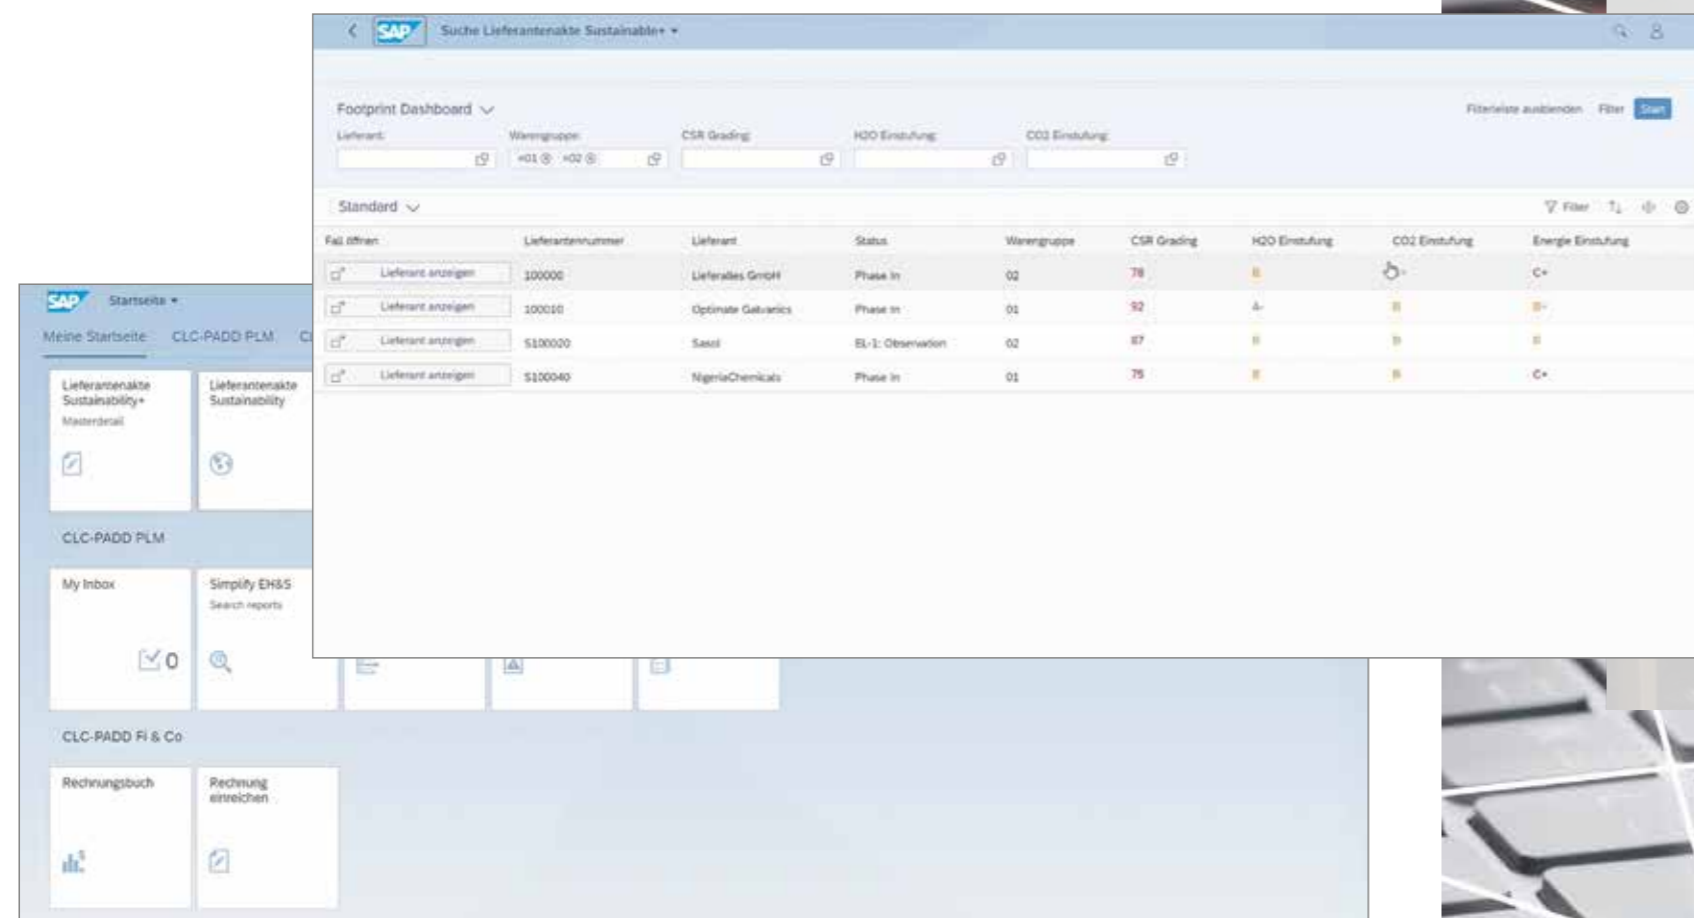 SAP Suche Lieferantenakte Sustainable+
Footprint Dashboard
Filterleiste ausblenden Filter Start
Lieferant: Warengruppe: CSR Grading: H2O Einstufung: CO2 Einstufung:
=01 =02
Standard
Filter
Fall öffnen Lieferantennummer Lieferant Status Warengruppe CSR Grading H2O Einstufung CO2 Einstufung Energie Einstufung
Lieferant anzeigen 100000 Lieferalles GmbH Phase In 02 78 B C+
Lieferant anzeigen 100010 Optimate Galvanics Phase In 01 92 A- B B-
Lieferant anzeigen S100020 Sasol EL-1: Observation 02 87 B B
Lieferant anzeigen S100040 NigeriaChemicals Phase In 01 75 B B C+
SAP Startseite
Meine Startseite CLC-PADD PLM
Lieferantenakte
Sustainability+
Masterdetail
Lieferantenakte
Sustainability
CLC-PADD PLM
My Inbox
0
Simplify EH&S
Search reports
CLC-PADD Fi & Co
Rechnungsbuch
Rechnung
einreichen